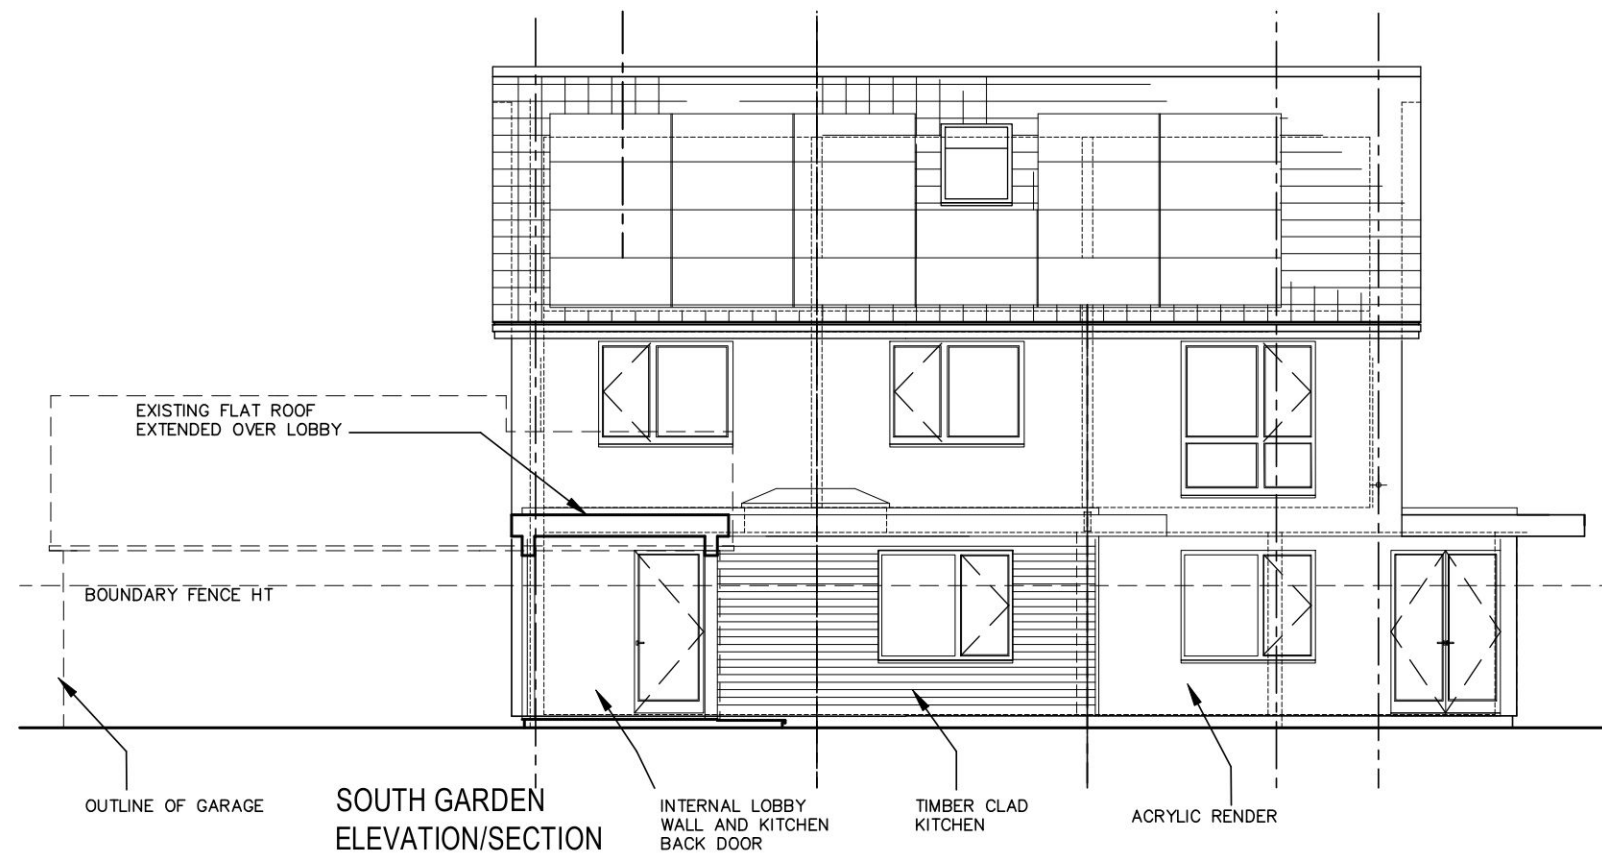 EXISTING FLAT ROOF
EXTENDED OVER LOBBY
BOUNDARY FENCE HT
OUTLINE OF GARAGE
SOUTH GARDEN
ELEVATION/SECTION
INTERNAL LOBBY
WALL AND KITCHEN
BACK DOOR
TIMBER CLAD
KITCHEN
ACRYLIC RENDER